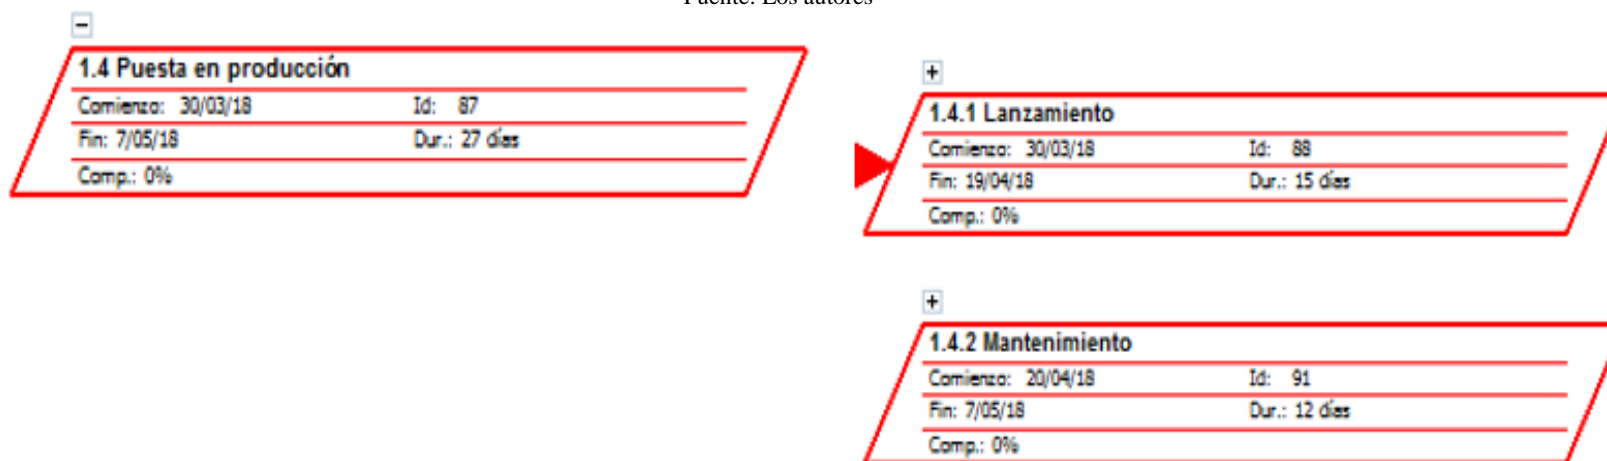 Fuente: Los autores
1.4 Puesta en producción
Comienzo: 30/03/18 Id: 87
Fin: 7/05/18 Dur.: 27 días
Comp.: 0%
1.4.1 Lanzamiento
Comienzo: 30/03/18 Id: 88
Fin: 19/04/18 Dur.: 15 días
Comp.: 0%
1.4.2 Mantenimiento
Comienzo: 20/04/18 Id: 91
Fin: 7/05/18 Dur.: 12 días
Comp.: 0%